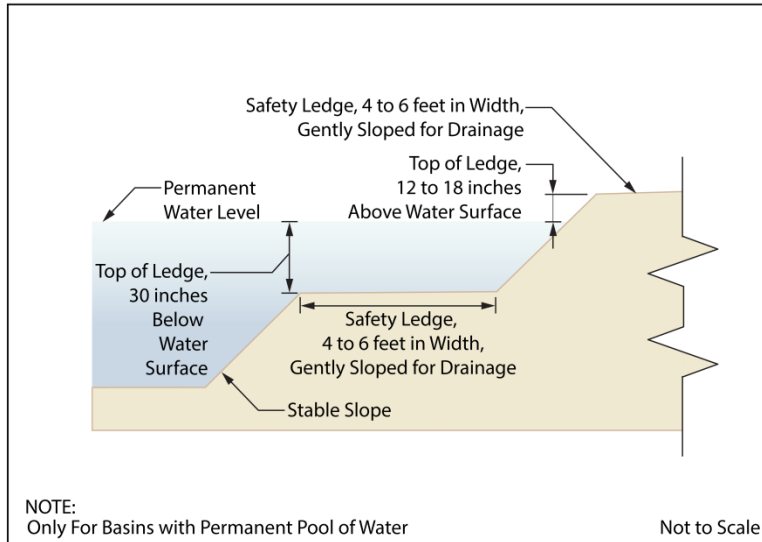 Safety Ledge, 4 to 6 feet in Width,
Gently Sloped for Drainage
Top of Ledge,
12 to 18 inches
Above Water Surface
Permanent
Water Level
Top of Ledge,
30 inches
Below
Water
Surface
Safety Ledge,
4 to 6 feet in Width,
Gently Sloped for Drainage
Stable Slope
NOTE:
Only For Basins with Permanent Pool of Water
Not to Scale